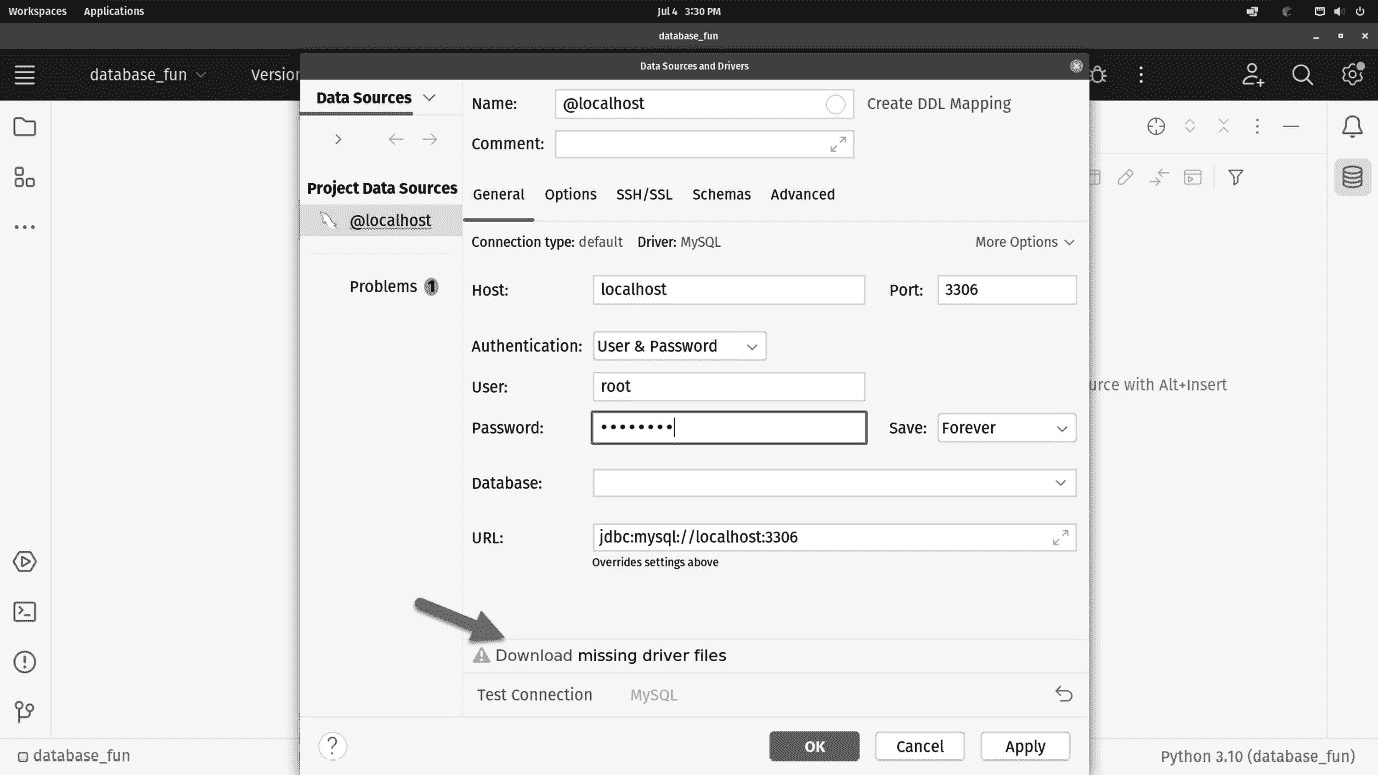 Workspaces Applications Jul 4 3:30 PM
database_fun
database_fun Version
Data Sources and Drivers
Data Sources
Name: @localhost Create DDL Mapping
Comment:
Project Data Sources
@localhost
Problems 1
General Options SSH/SSL Schemas Advanced
Connection type: default Driver: MySQL More Options
Host: localhost Port: 3306
Authentication: User & Password
User: root
Password: •••••••• Save: Forever
Database:
URL: jdbc:mysql://localhost:3306
Overrides settings above
urce with Alt+Insert
Download missing driver files
Test Connection MySQL
? OK Cancel Apply
database_fun Python 3.10 (database_fun)